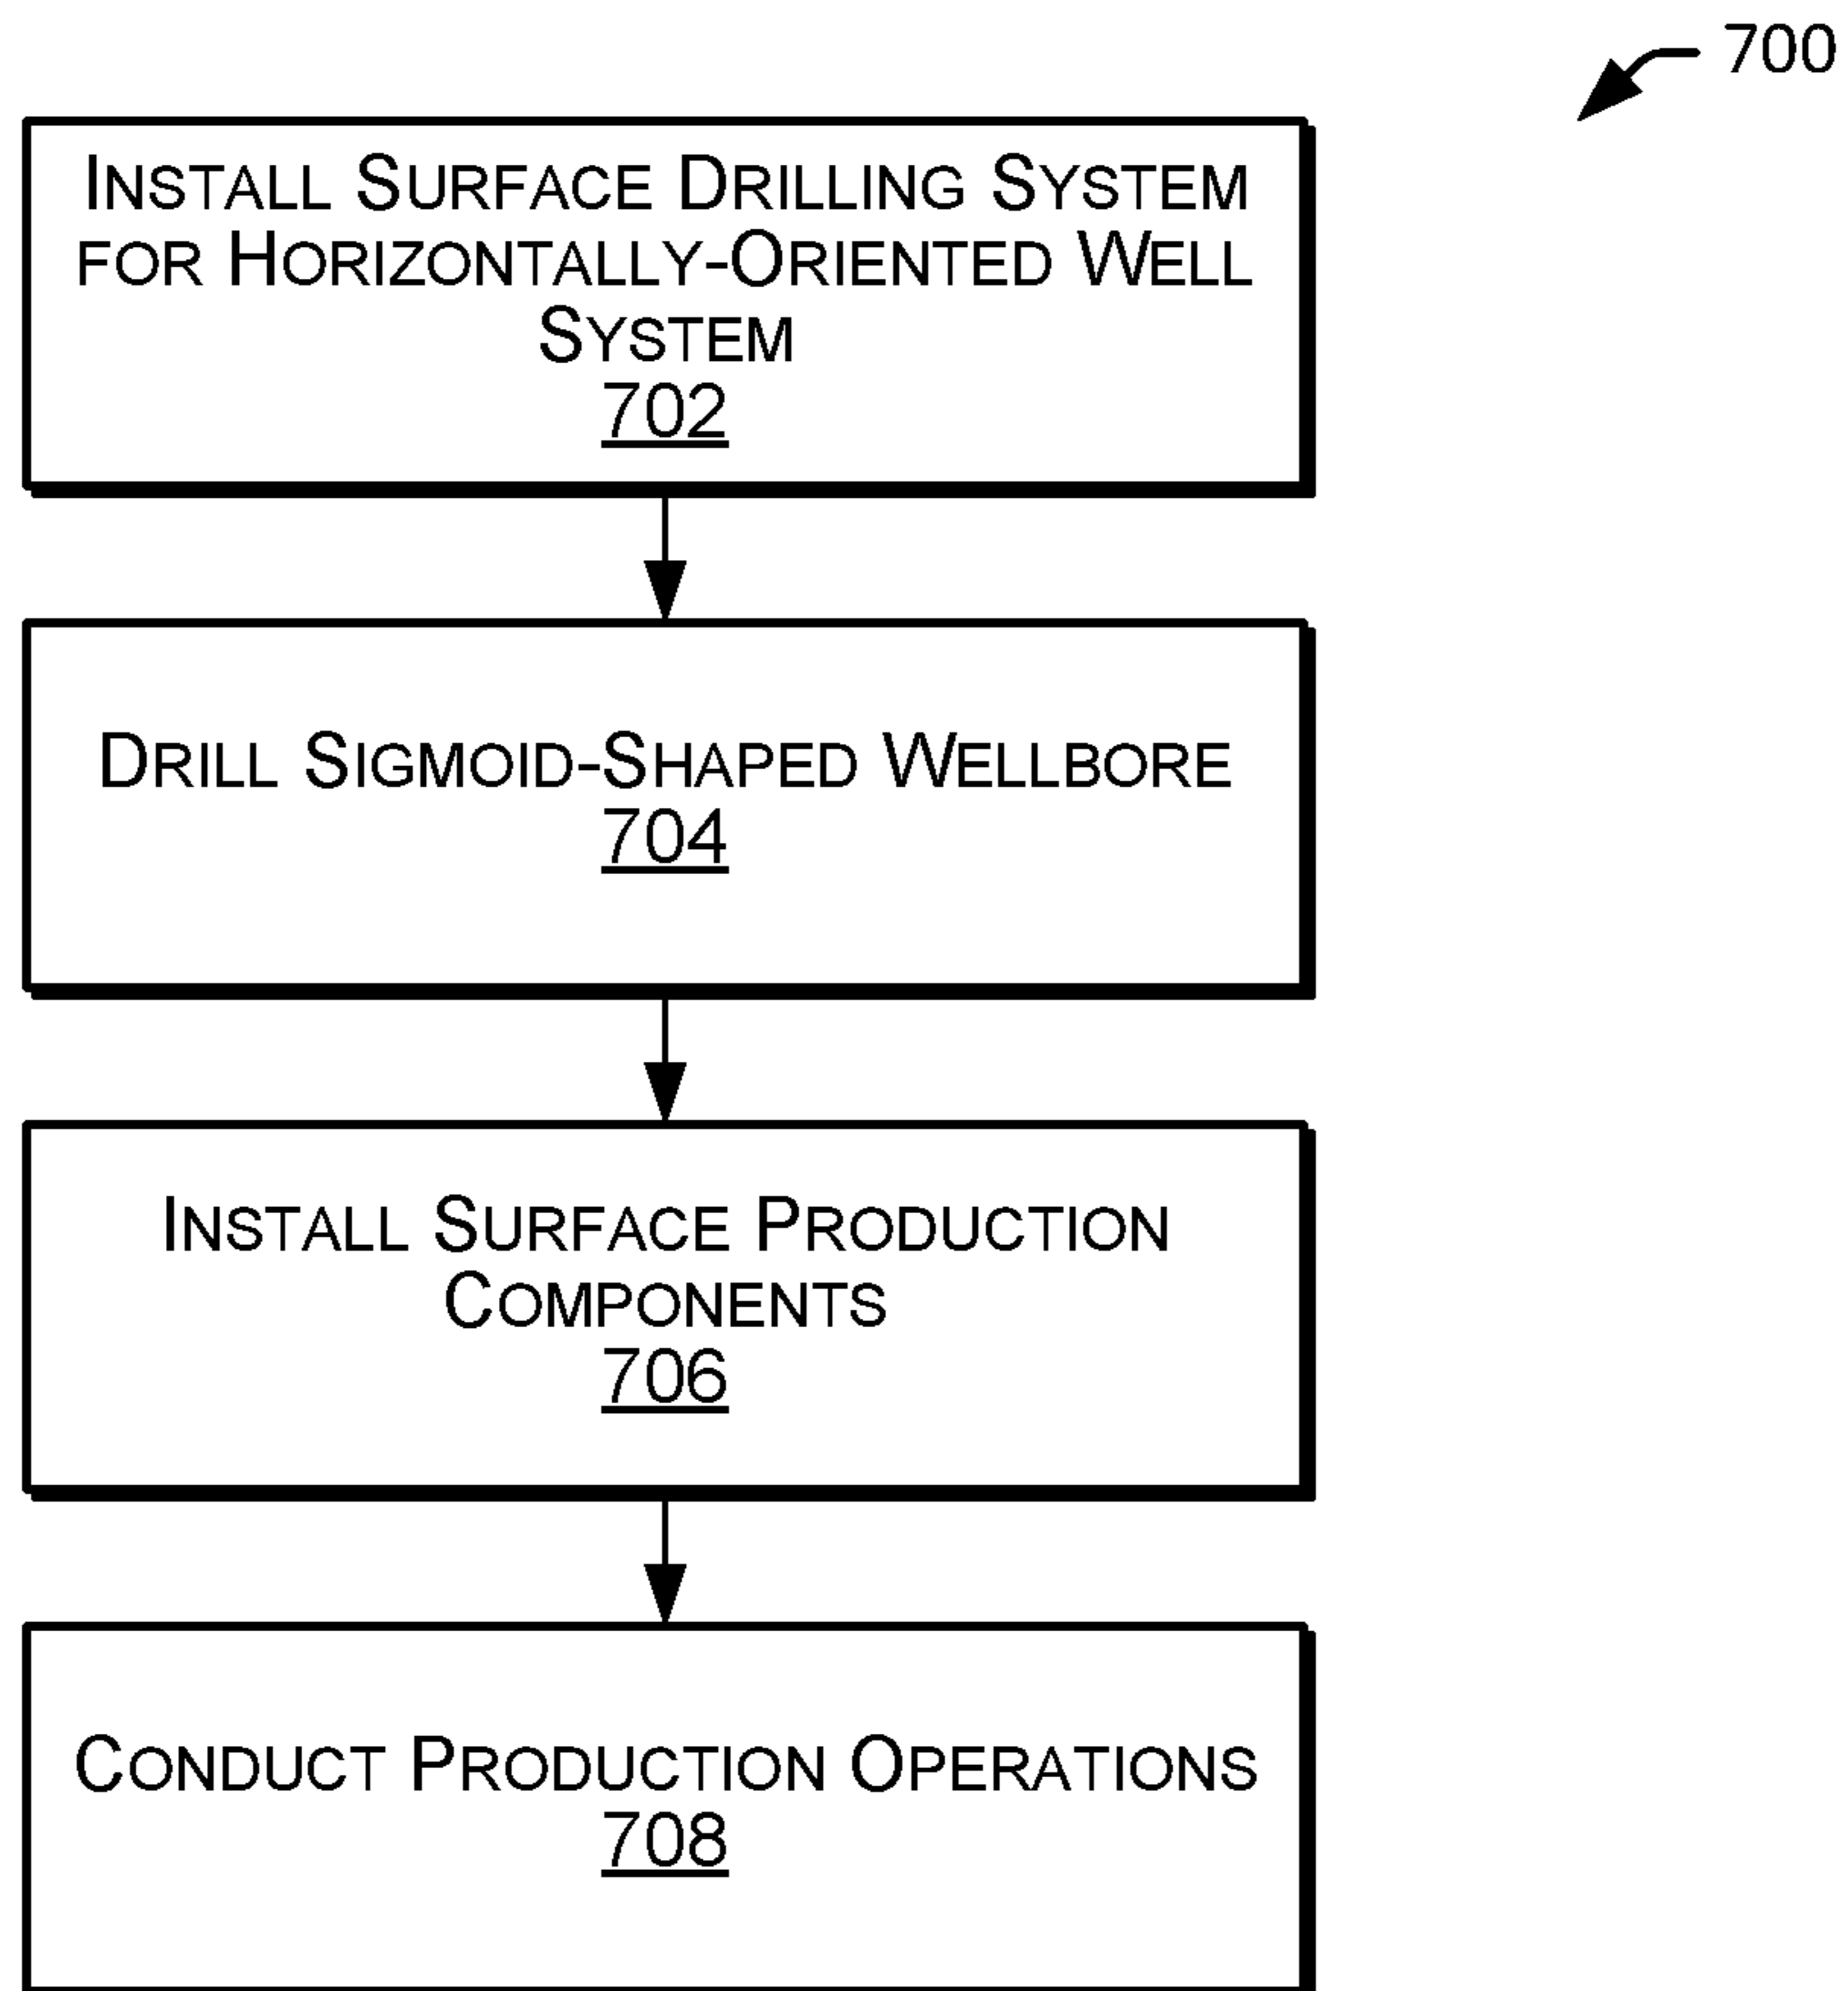 700
Install Surface Drilling System
for Horizontally-Oriented Well
System
702
Drill Sigmoid-Shaped Wellbore
704
Install Surface Production
Components
706
Conduct Production Operations
708